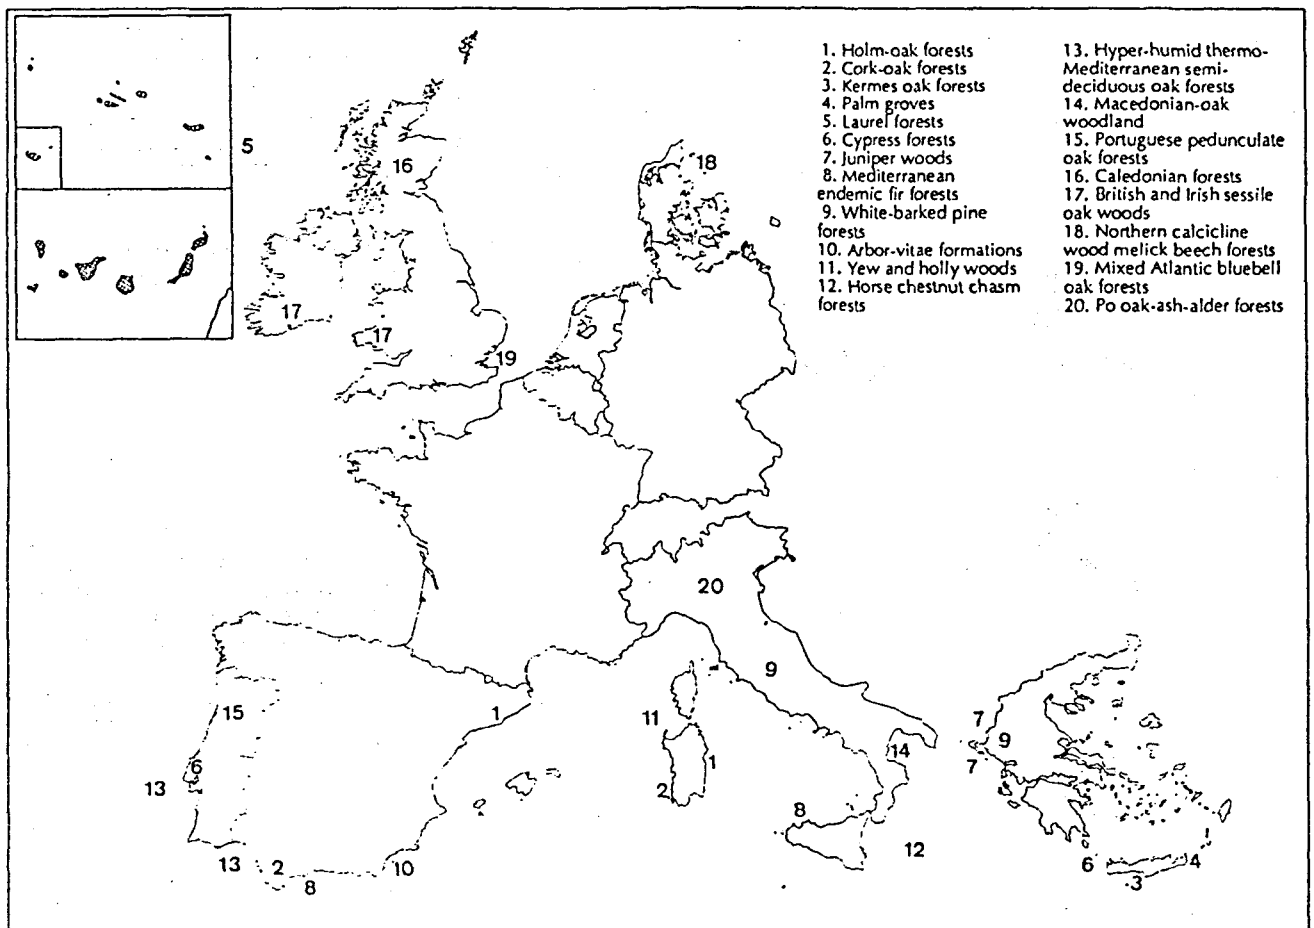 1. Holm-oak forests
2. Cork-oak forests
3. Kermes oak forests
4. Palm groves
5. Laurel forests
6. Cypress forests
7. Juniper woods
8. Mediterranean
endemic fir forests
9. White-barked pine
forests
10. Arbor-vitae formations
11. Yew and holly woods
12. Horse chestnut chasm
forests
13. Hyper-humid thermo-
Mediterranean semi-
deciduous oak forests
14. Macedonian-oak
woodland
15. Portuguese pedunculate
oak forests
16. Caledonian forests
17. British and Irish sessile
oak woods
18. Northern calcicline
wood melick beech forests
19. Mixed Atlantic bluebell
oak forests
20. Po oak-ash-alder forests
5
16
18
17
17
19
20
9
15
1
11
7
9
14
7
6
13
1
2
8
13
2
8
10
12
6
4
3